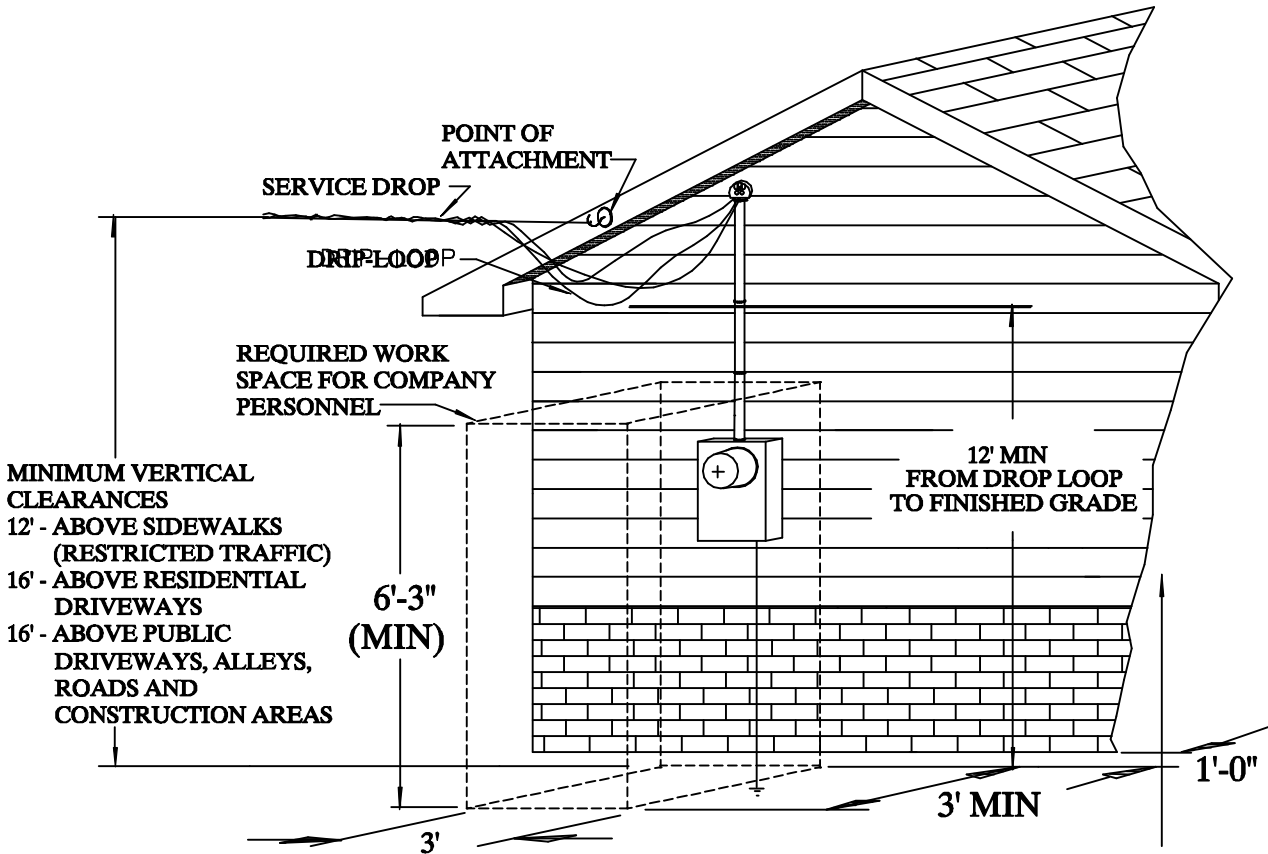 POINT OF
ATTACHMENT
SERVICE DROP
DRIP LOOP
REQUIRED WORK
SPACE FOR COMPANY
PERSONNEL
MINIMUM VERTICAL
CLEARANCES
12' - ABOVE SIDEWALKS
(RESTRICTED TRAFFIC)
16' - ABOVE RESIDENTIAL
DRIVEWAYS
16' - ABOVE PUBLIC
DRIVEWAYS, ALLEYS,
ROADS AND
CONSTRUCTION AREAS
6'-3"
(MIN)
12' MIN
FROM DROP LOOP
TO FINISHED GRADE
1'-0"
3' MIN
3'